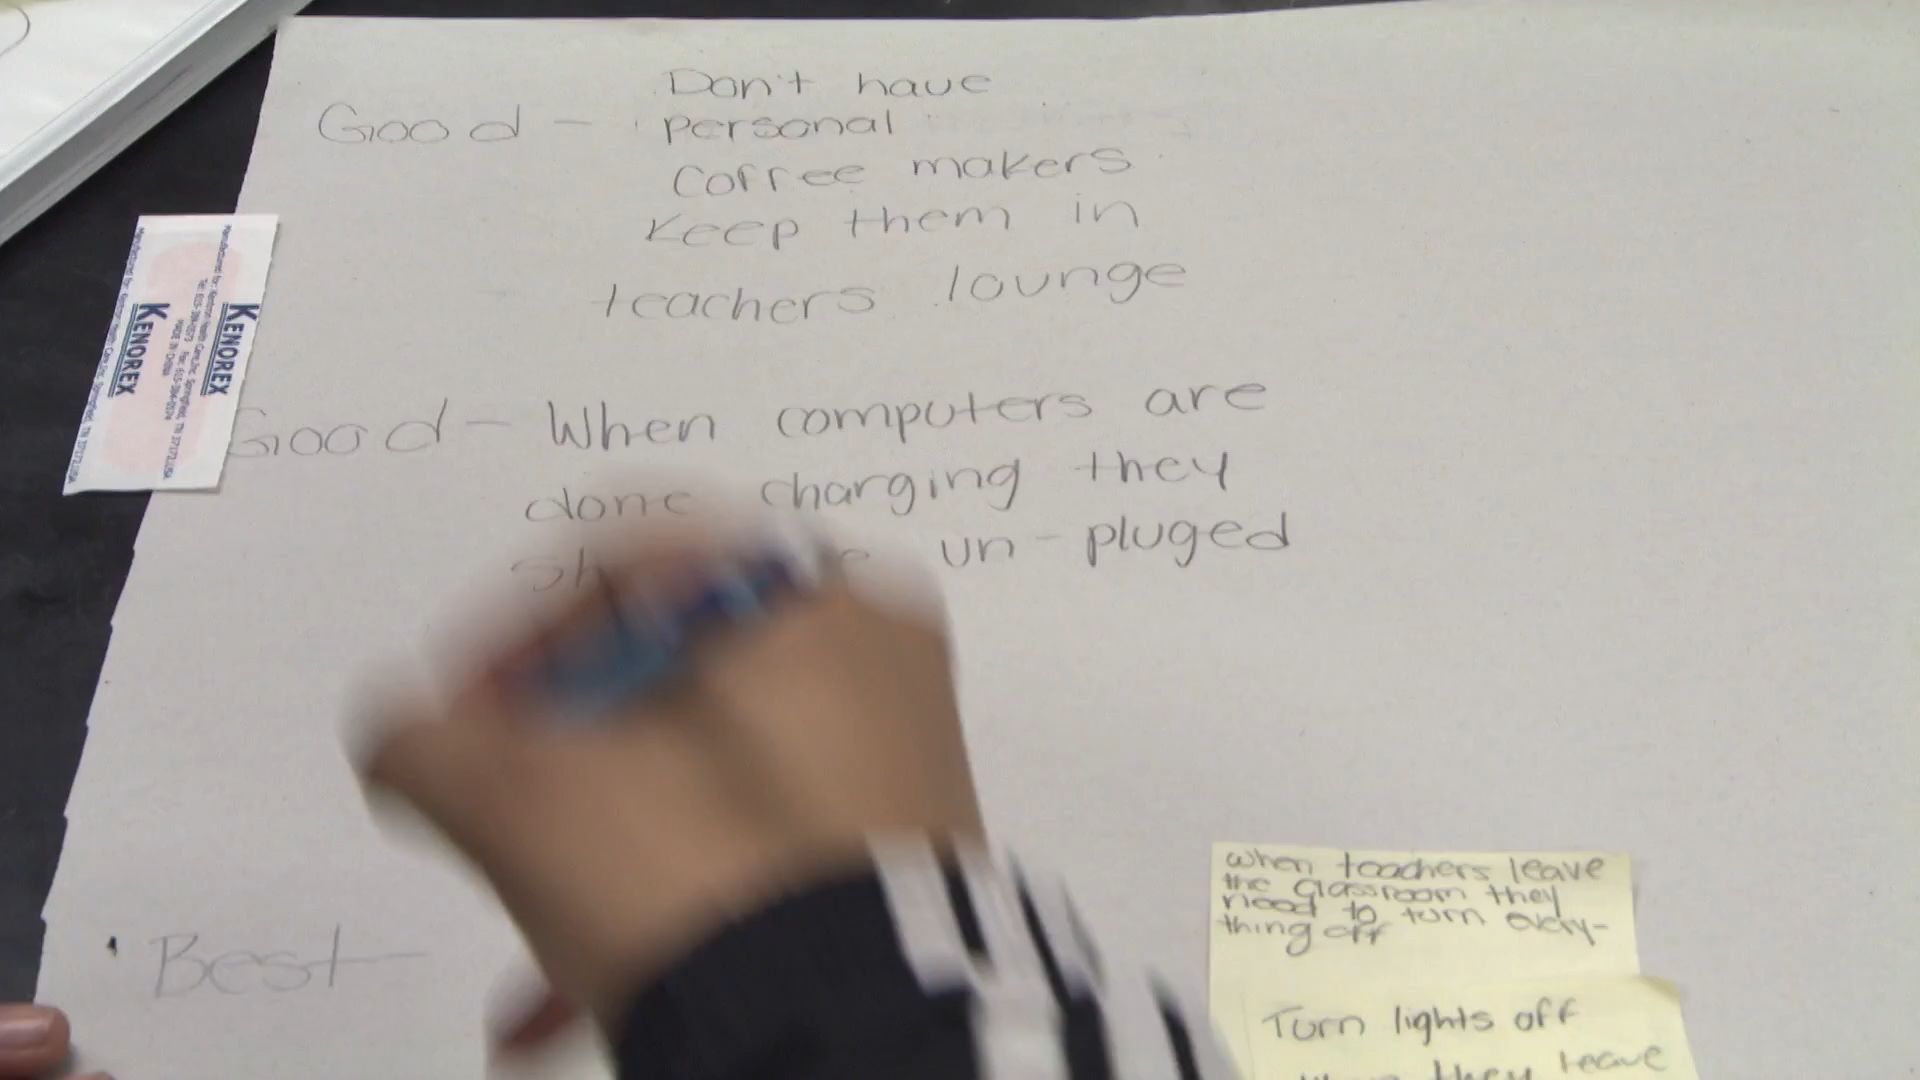 Don't have
Good - personal
coffee makers
Keep them in
teachers lounge
Good - When computers are
done charging they
un-pluged
Best -
when teachers leave
the classroom they
need to turn every-
thing off
Turn lights off
they leave
KENOREX
KENOREX